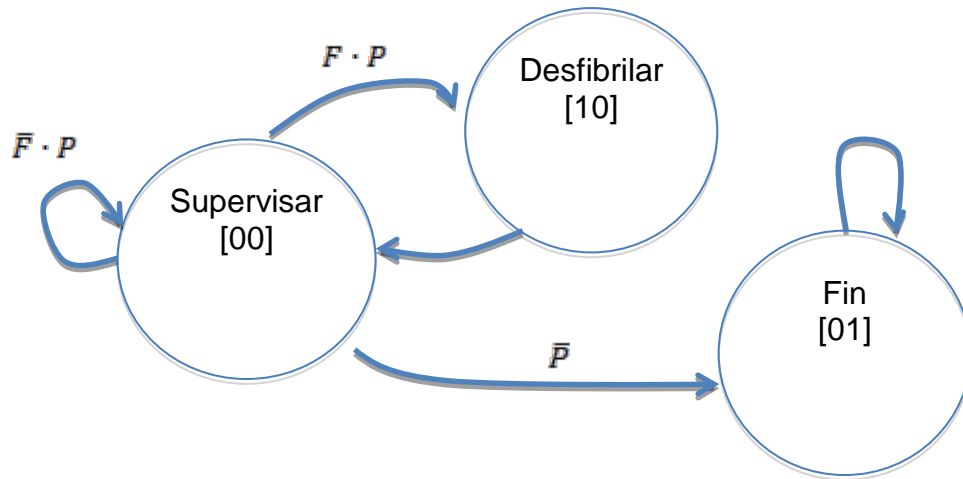 F · P
Desfibrilar
[10]
F̅ · P
Supervisar
[00]
Fin
[01]
P̅